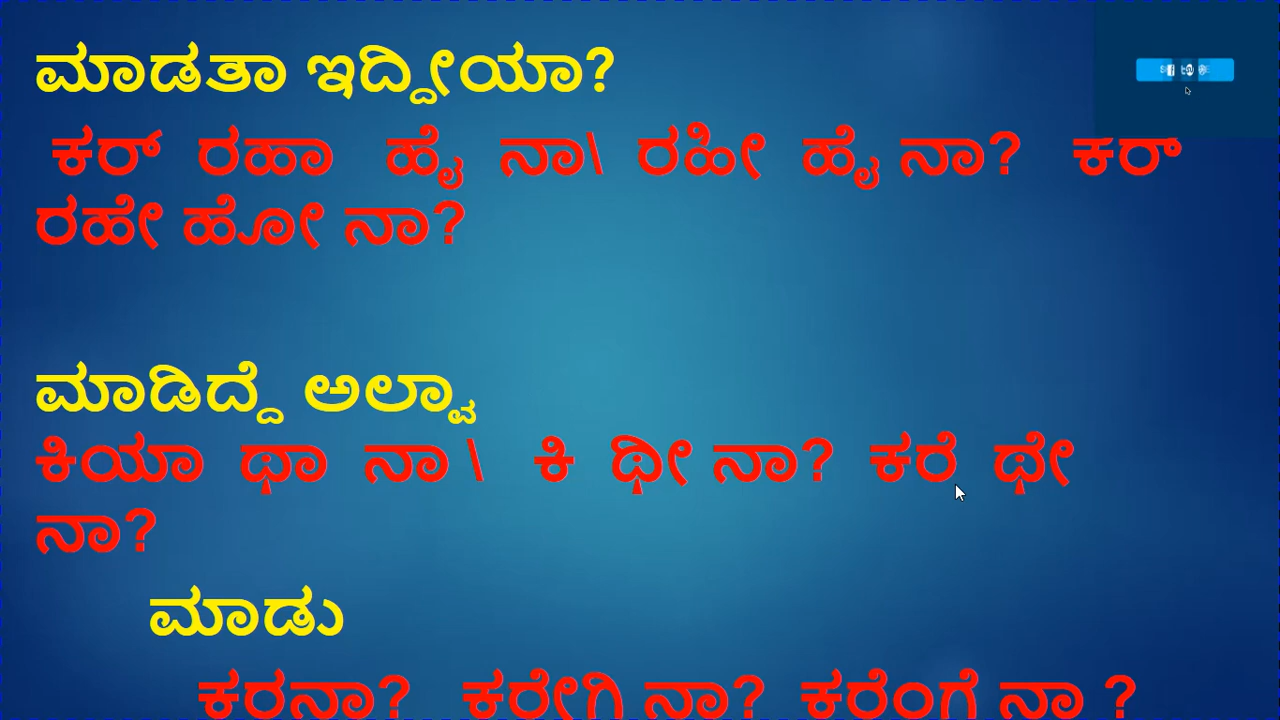 ಮಾಡತಾ ಇದ್ದೀಯಾ?
ಕರ್ ರಹಾ ಹೈ ನಾ\ ರಹೀ ಹೈ ನಾ? ಕರ್
ರಹೇ ಹೋ ನಾ?
ಮಾಡಿದ್ದೆ ಅಲ್ವಾ
ಕಿಯಾ ಥಾ ನಾ \ ಕಿ ಥೀ ನಾ? ಕರೆ ಥೇ
ನಾ?
ಮಾಡು
ಕರನಾ? ಕರೇಗಿ ನಾ? ಕರೆಂಗೆ ನಾ ?